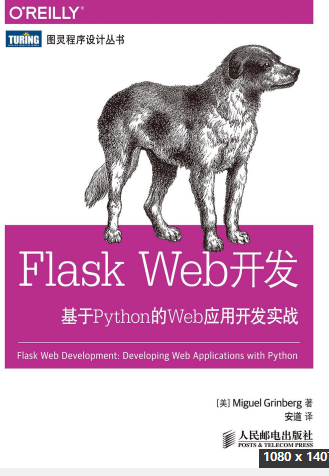 O'REILLY®
TURING 图灵程序设计丛书
Flask Web开发
基于Python的Web应用开发实战
Flask Web Development: Developing Web Applications with Python
[美] Miguel Grinberg 著
安道 译
人民邮电出版社
POSTS & TELECOM PRESS
1080 x 140